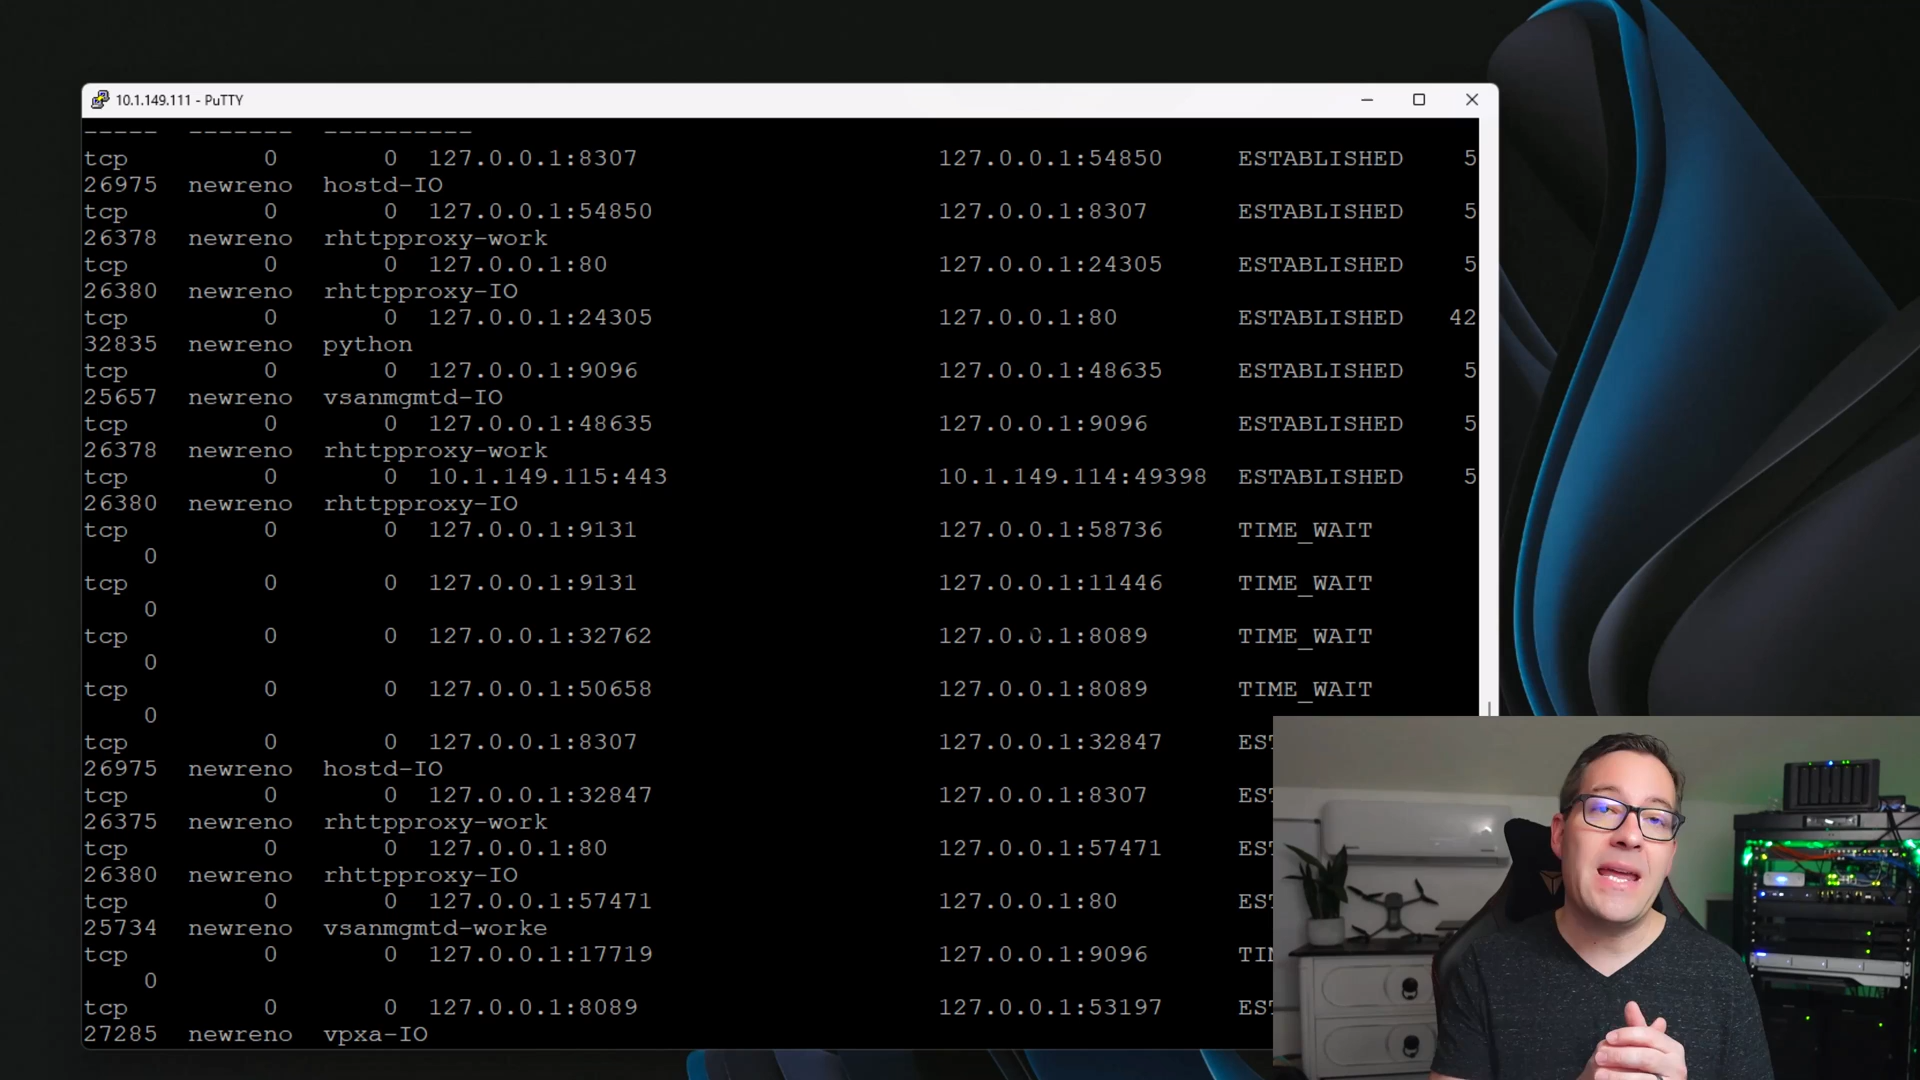 10.1.149.111 - PuTTY
----- ------- ----------
tcp 0 0 127.0.0.1:8307 127.0.0.1:54850 ESTABLISHED 5
26975 newreno hostd-IO
tcp 0 0 127.0.0.1:54850 127.0.0.1:8307 ESTABLISHED 5
26378 newreno rhttpproxy-work
tcp 0 0 127.0.0.1:80 127.0.0.1:24305 ESTABLISHED 5
26380 newreno rhttpproxy-IO
tcp 0 0 127.0.0.1:24305 127.0.0.1:80 ESTABLISHED 42
32835 newreno python
tcp 0 0 127.0.0.1:9096 127.0.0.1:48635 ESTABLISHED 5
25657 newreno vsanmgmtd-IO
tcp 0 0 127.0.0.1:48635 127.0.0.1:9096 ESTABLISHED 5
26378 newreno rhttpproxy-work
tcp 0 0 10.1.149.115:443 10.1.149.114:49398 ESTABLISHED 5
26380 newreno rhttpproxy-IO
tcp 0 0 127.0.0.1:9131 127.0.0.1:58736 TIME_WAIT
0
tcp 0 0 127.0.0.1:9131 127.0.0.1:11446 TIME_WAIT
0
tcp 0 0 127.0.0.1:32762 127.0.0.1:8089 TIME_WAIT
0
tcp 0 0 127.0.0.1:50658 127.0.0.1:8089 TIME_WAIT
0
tcp 0 0 127.0.0.1:8307 127.0.0.1:32847 EST
26975 newreno hostd-IO
tcp 0 0 127.0.0.1:32847 127.0.0.1:8307 EST
26375 newreno rhttpproxy-work
tcp 0 0 127.0.0.1:80 127.0.0.1:57471 EST
26380 newreno rhttpproxy-IO
tcp 0 0 127.0.0.1:57471 127.0.0.1:80 EST
25734 newreno vsanmgmtd-worke
tcp 0 0 127.0.0.1:17719 127.0.0.1:9096 TIM
0
tcp 0 0 127.0.0.1:8089 127.0.0.1:53197 EST
27285 newreno vpxa-IO